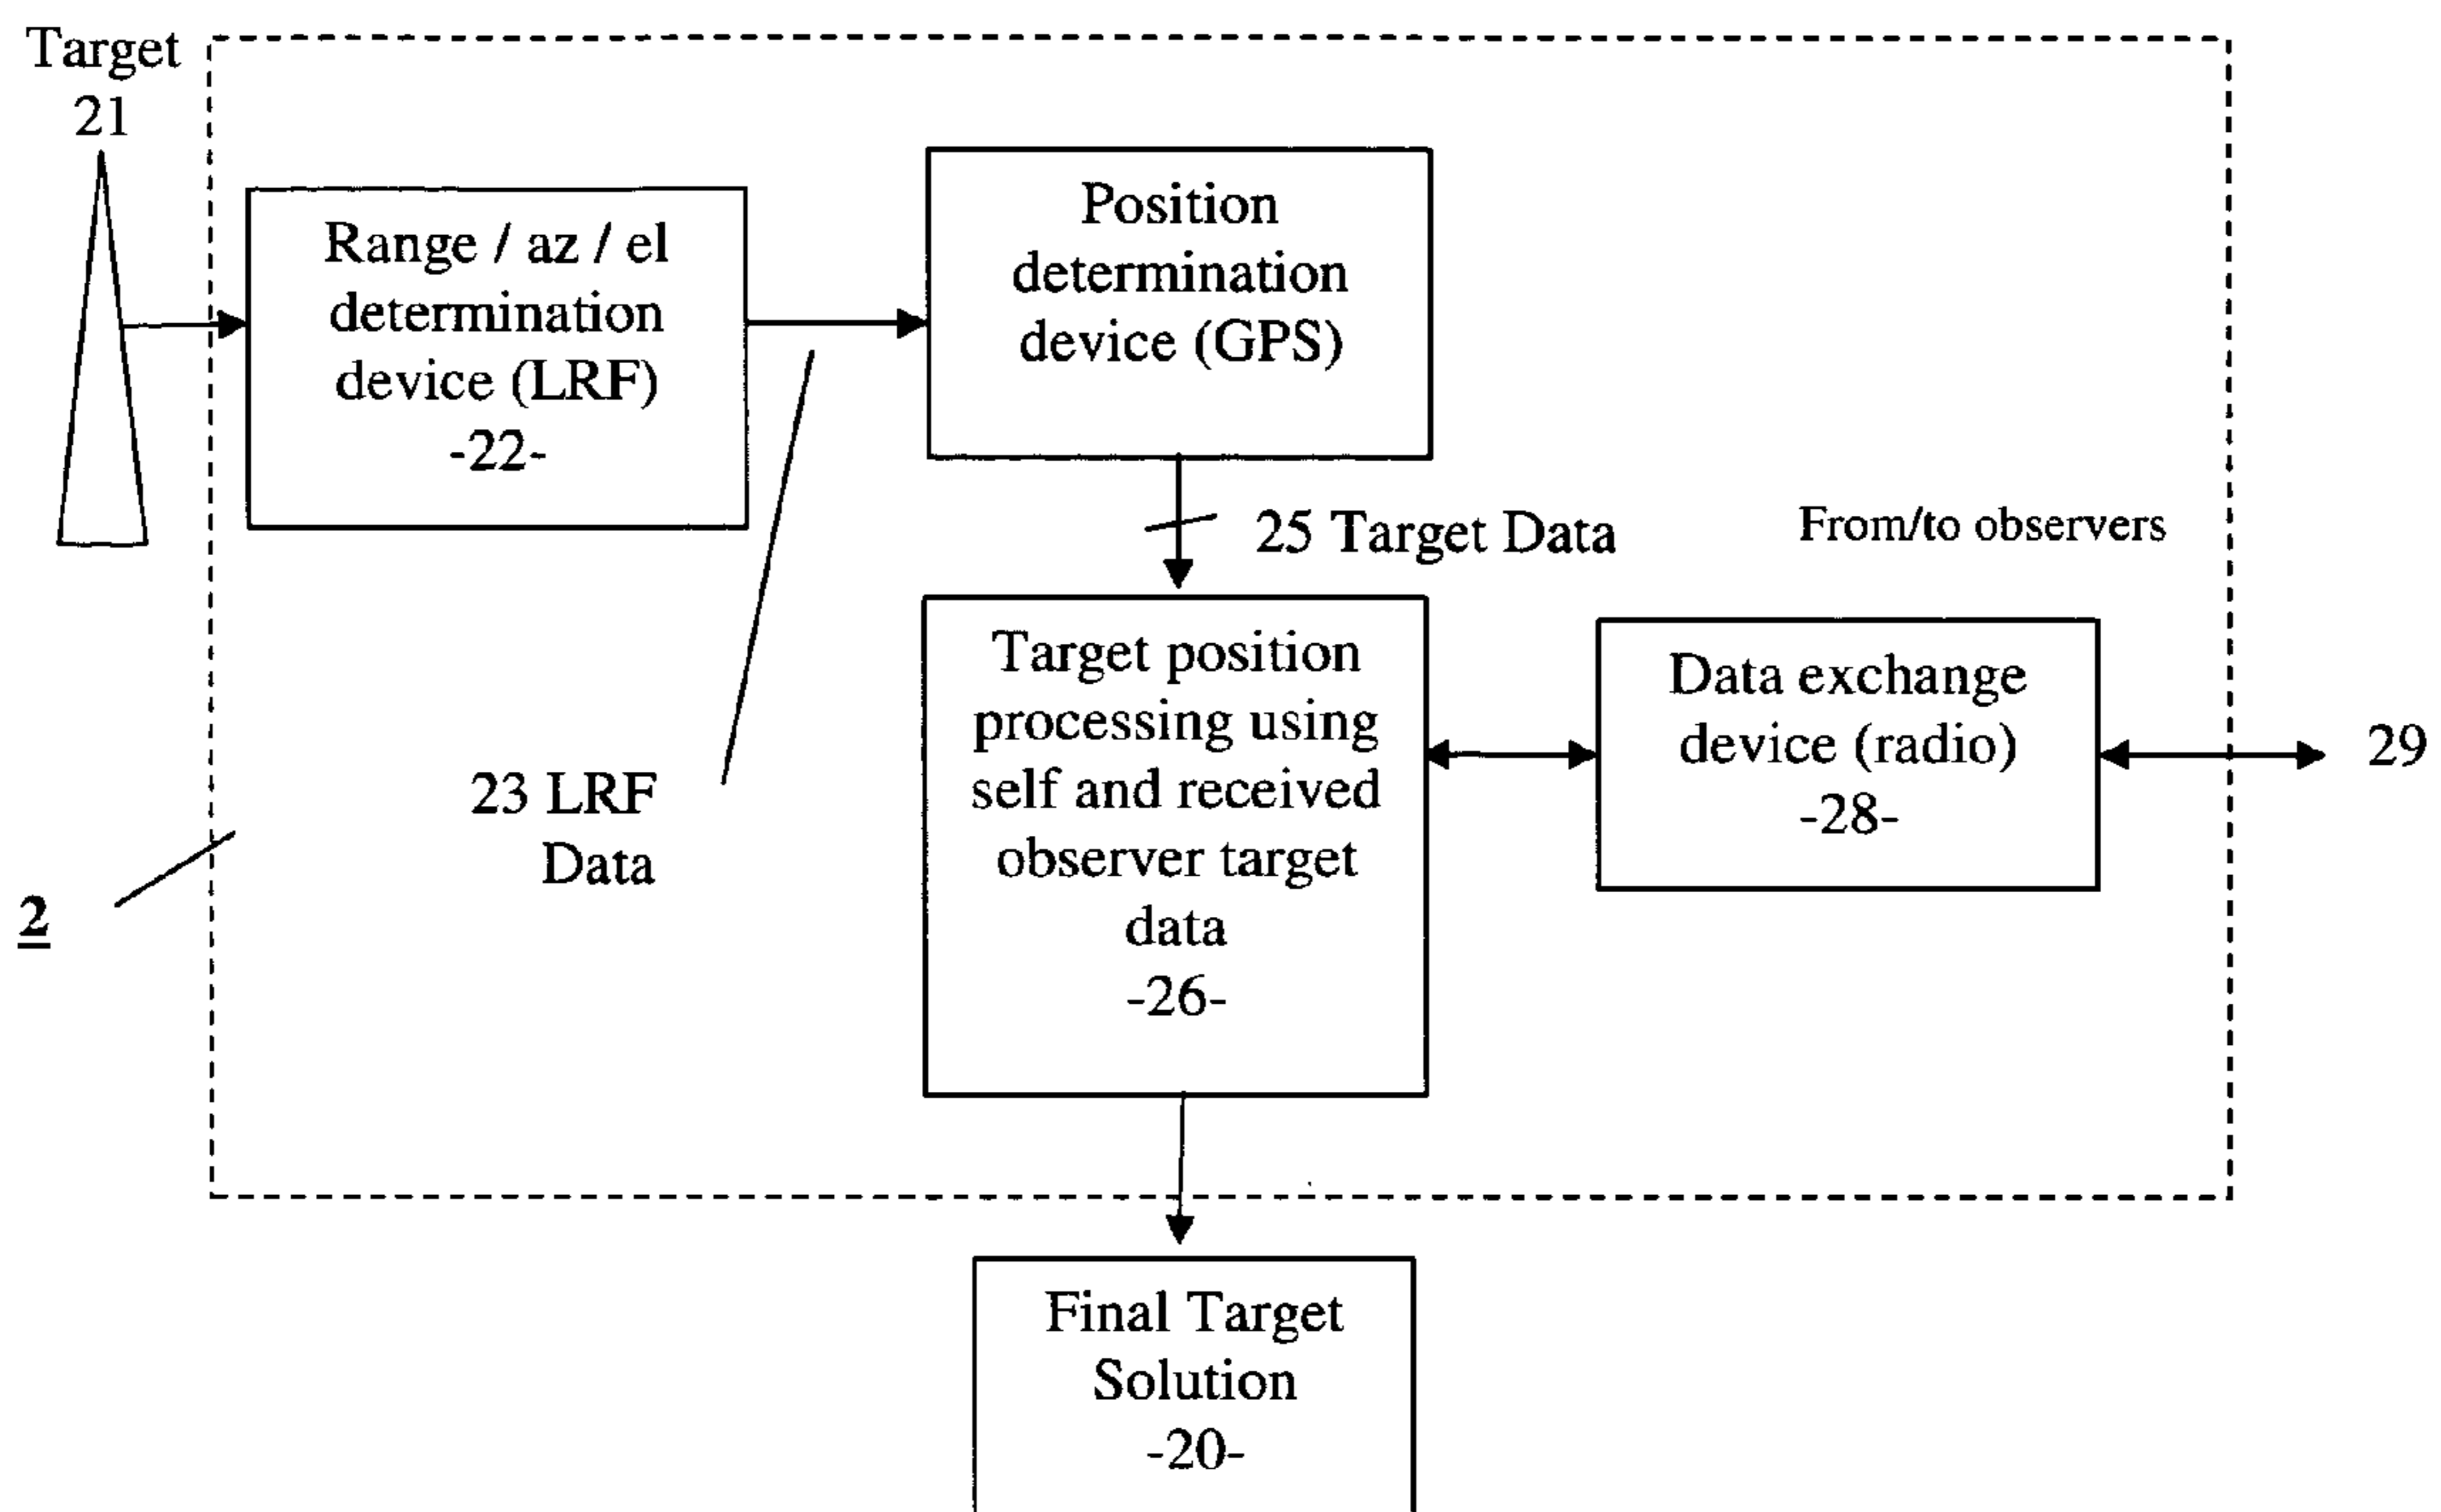 Target
21
Range / az / el
determination
device (LRF)
-22-
Position
determination
device (GPS)
25 Target Data
From/to observers
23 LRF
Data
Target position
processing using
self and received
observer target
data
-26-
Data exchange
device (radio)
-28-
29
2
Final Target
Solution
-20-